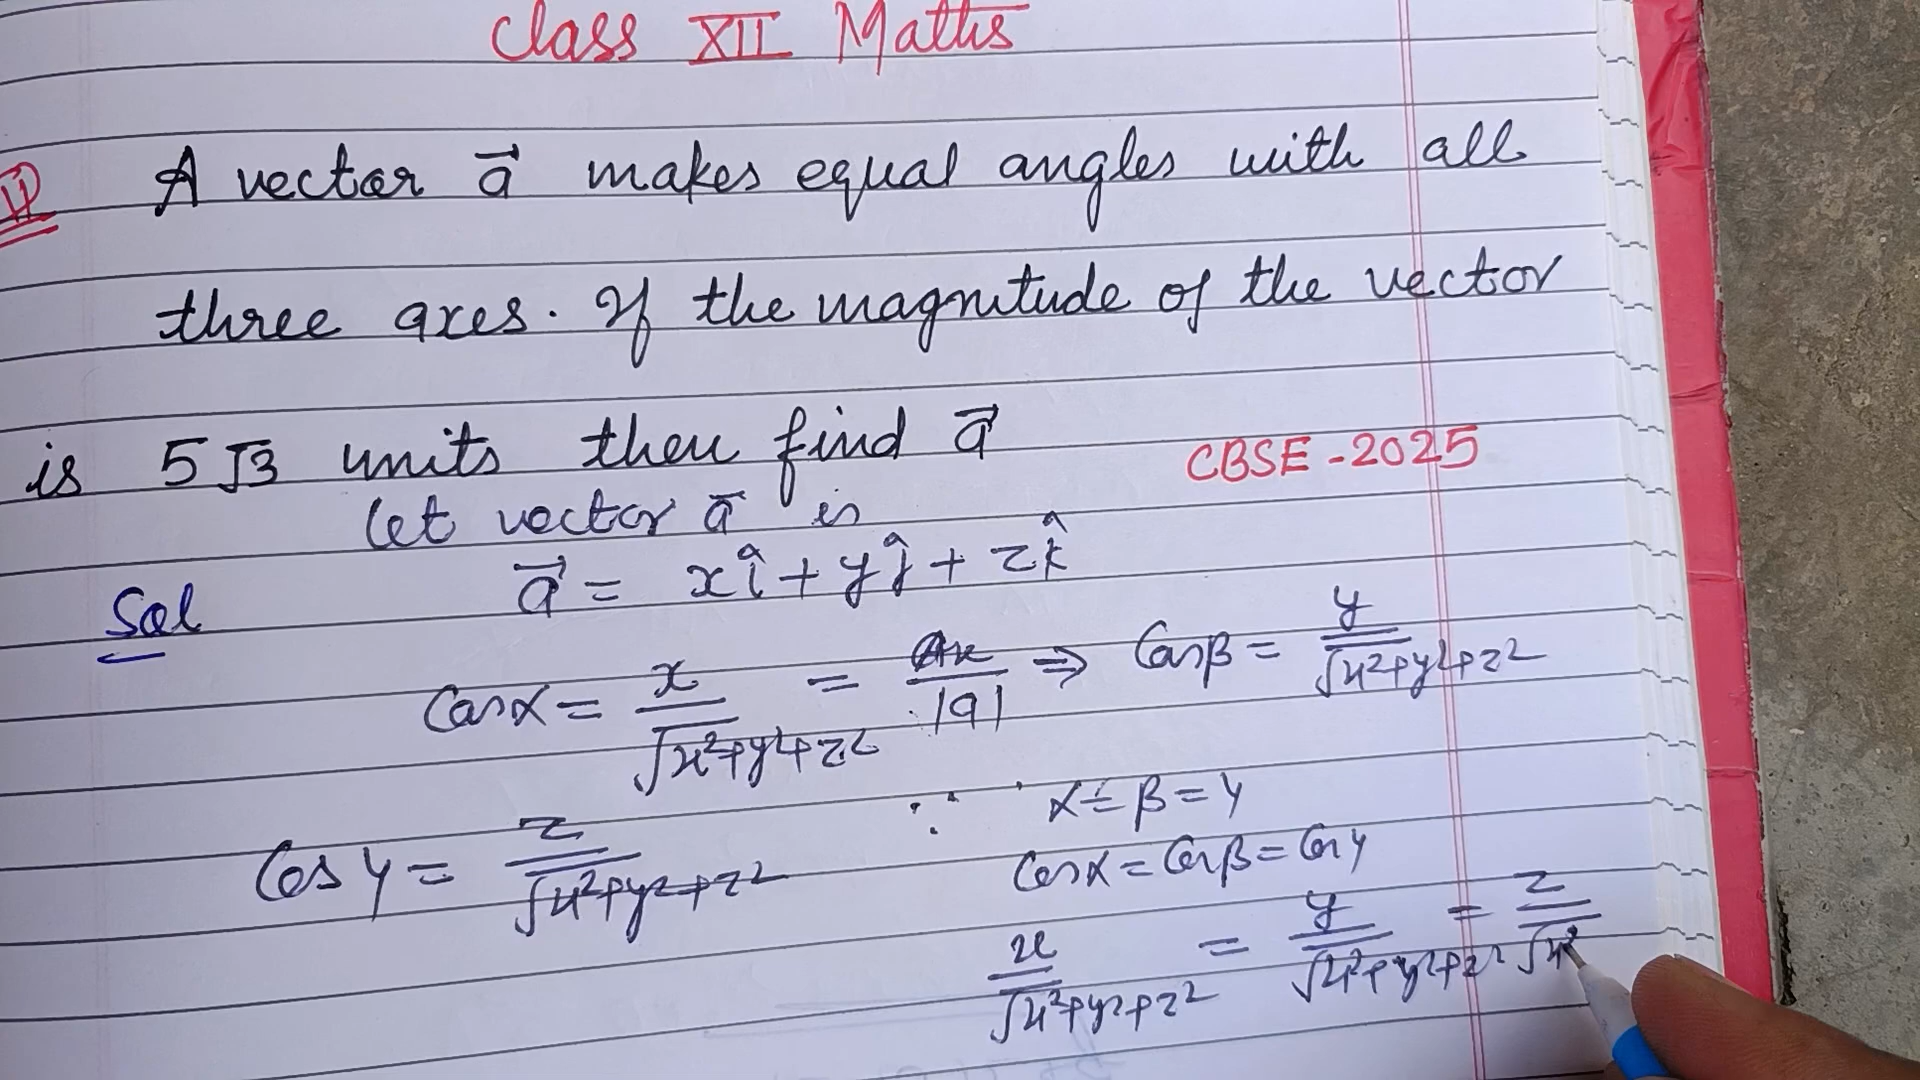 Class XII Maths
11) A vector a⃗ makes equal angles with all
three axes. If the magnitude of the vector
is 5√3 units then find a⃗
CBSE-2025
let vector a⃗ is
Sol a⃗ = xî + yĵ + zk̂
Cosα = x/√x²+y²+z² = /|a| ⇒ Cosβ = y/√x²+y²+z²
Cosγ = z/√x²+y²+z² ∵ α = β = γ
Cosα = Cosβ = Cosγ
x/√x²+y²+z² = y/√x²+y²+z² = z/√x²